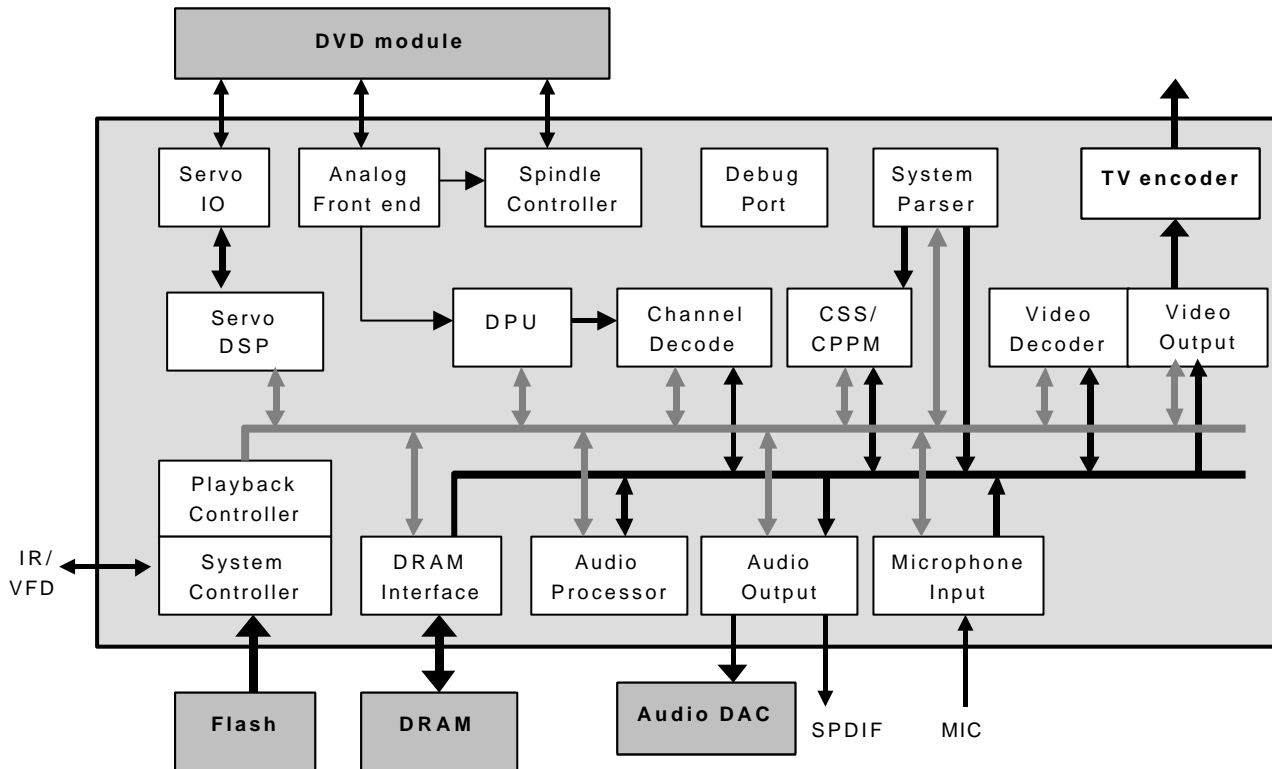 DVD module
Servo
IO
Analog
Front end
Spindle
Controller
Debug
Port
System
Parser
TV encoder
Servo
DSP
DPU
Channel
Decode
CSS/
CPPM
Video
Decoder
Video
Output
Playback
Controller
IR/
VFD
System
Controller
DRAM
Interface
Audio
Processor
Audio
Output
Microphone
Input
Flash
DRAM
Audio DAC
SPDIF
MIC